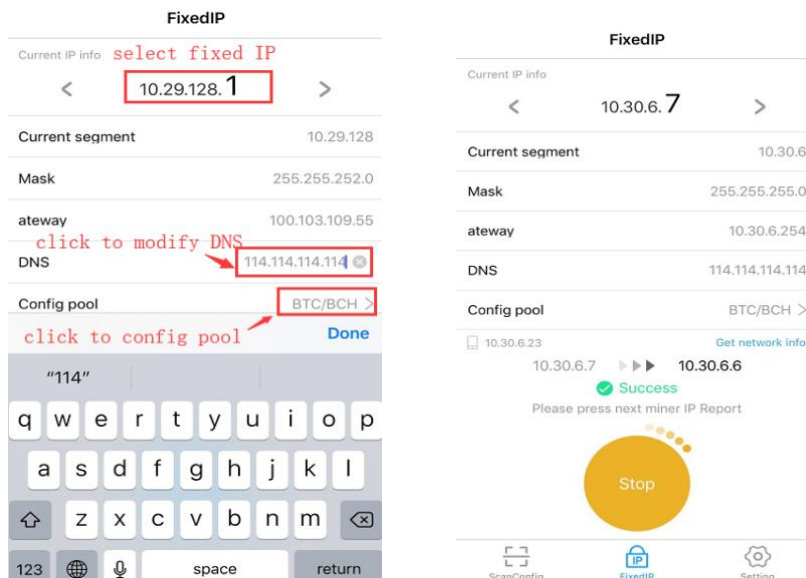 FixedIP
Current IP info select fixed IP
< 10.29.128.1 >
Current segment 10.29.128
Mask 255.255.252.0
ateway 100.103.109.55
click to modify DNS
DNS 114.114.114.114
Config pool BTC/BCH >
click to config pool Done
"114"
q w e r t y u i o p
a s d f g h j k l
z x c v b n m
123 space return
FixedIP
Current IP info
< 10.30.6.7 >
Current segment 10.30.6
Mask 255.255.255.0
ateway 10.30.6.254
DNS 114.114.114.114
Config pool BTC/BCH >
10.30.6.23 Get network info
10.30.6.7 10.30.6.6
Success
Please press next miner IP Report
Stop
IP
ScanConfig FixedIP Setting